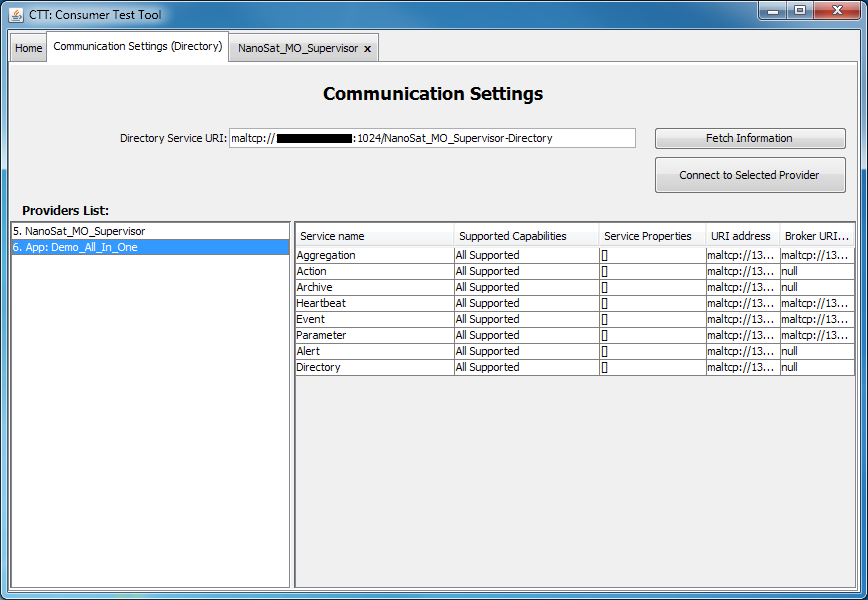 CTT: Consumer Test Tool
Home Communication Settings (Directory) NanoSat_MO_Supervisor x
Communication Settings
Directory Service URI: maltcp:// :1024/NanoSat_MO_Supervisor-Directory Fetch Information
Connect to Selected Provider
Providers List:
5. NanoSat_MO_Supervisor
6. App: Demo_All_In_One
Service name Supported Capabilities Service Properties URI address Broker URI...
Aggregation All Supported [] maltcp://13... maltcp://13...
Action All Supported [] maltcp://13... null
Archive All Supported [] maltcp://13... null
Heartbeat All Supported [] maltcp://13... maltcp://13...
Event All Supported [] maltcp://13... maltcp://13...
Parameter All Supported [] maltcp://13... maltcp://13...
Alert All Supported [] maltcp://13... null
Directory All Supported [] maltcp://13... null